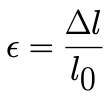 ϵ = Δl / l₀